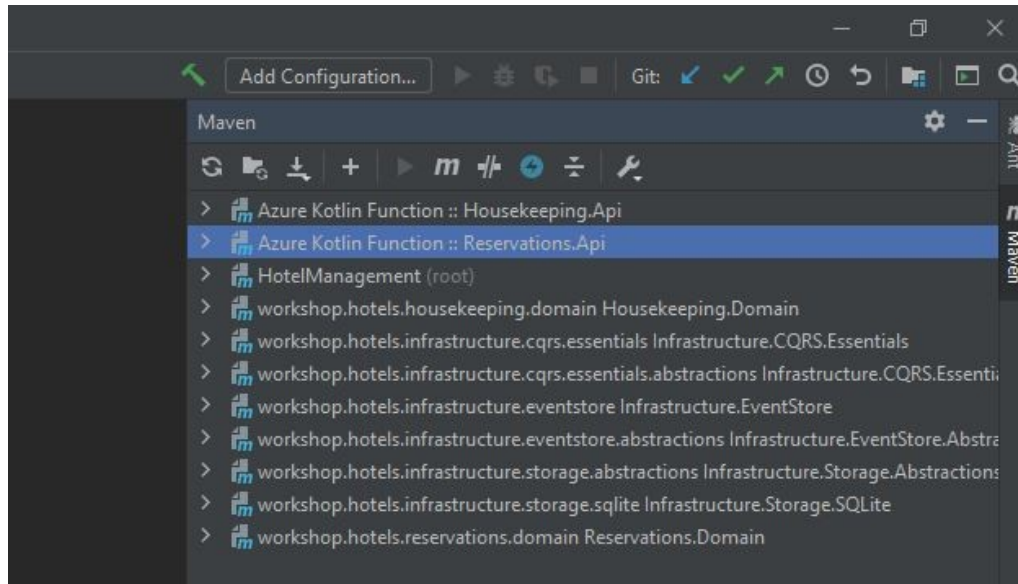 Add Configuration... Git:
Maven
Ant
m
Azure Kotlin Function :: Housekeeping.Api
Azure Kotlin Function :: Reservations.Api
Maven
HotelManagement (root)
workshop.hotels.housekeeping.domain Housekeeping.Domain
workshop.hotels.infrastructure.cqrs.essentials Infrastructure.CQRS.Essentials
workshop.hotels.infrastructure.cqrs.essentials.abstractions Infrastructure.CQRS.Essentia
workshop.hotels.infrastructure.eventstore Infrastructure.EventStore
workshop.hotels.infrastructure.eventstore.abstractions Infrastructure.EventStore.Abstra
workshop.hotels.infrastructure.storage.abstractions Infrastructure.Storage.Abstractions
workshop.hotels.infrastructure.storage.sqlite Infrastructure.Storage.SQLite
workshop.hotels.reservations.domain Reservations.Domain